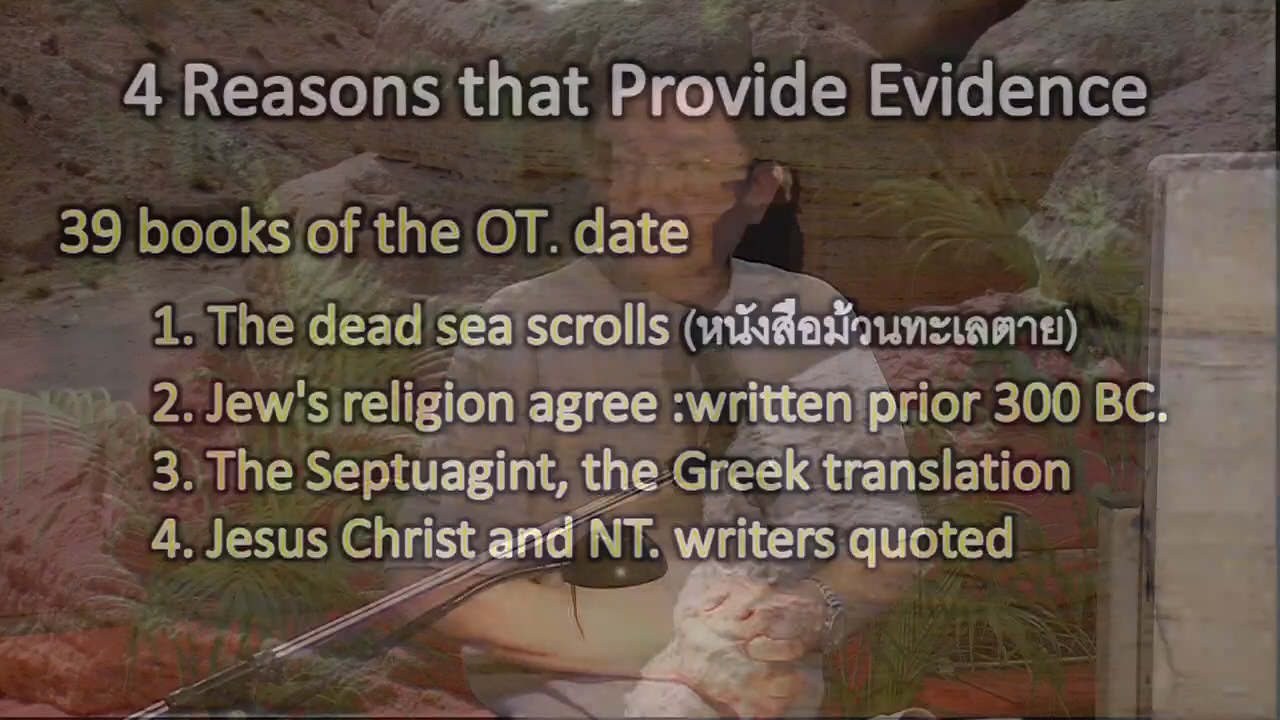 4 Reasons that Provide Evidence
39 books of the OT. date
1. The dead sea scrolls (หนังสือม้วนทะเลตาย)
2. Jew's religion agree :written prior 300 BC.
3. The Septuagint, the Greek translation
4. Jesus Christ and NT. writers quoted